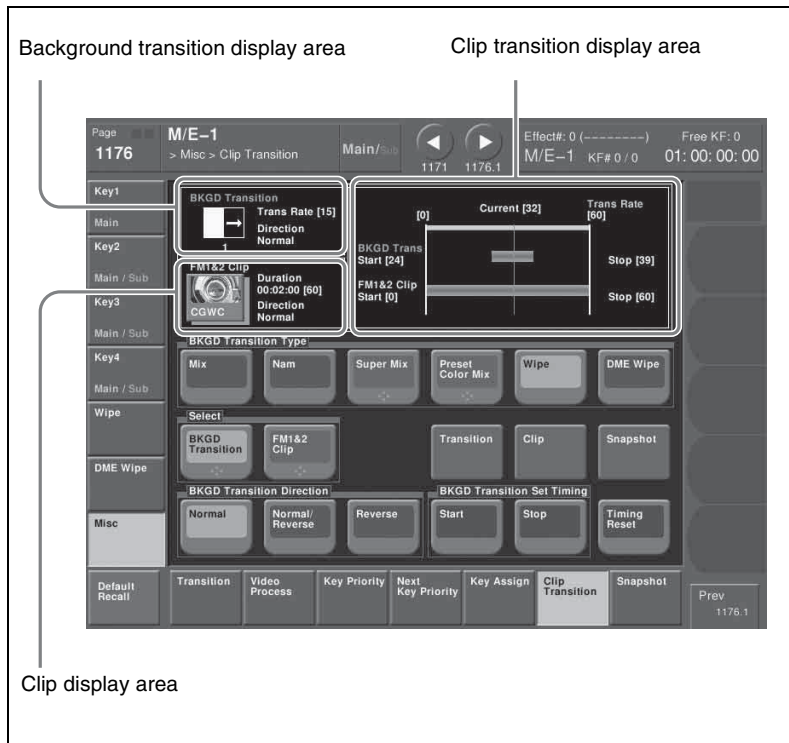 Background transition display area
Clip transition display area
Page
1176
M/E–1
> Misc > Clip Transition
Main/Sub
1171
1176.1
Effect#: 0 (--------)
M/E–1 KF# 0 / 0
Free KF: 0
01: 00: 00: 00
Key1
Main
Key2
Main / Sub
Key3
Main / Sub
Key4
Main / Sub
Wipe
DME Wipe
Misc
Default
Recall
BKGD Transition
1
Trans Rate [15]
Direction
Normal
FM1&2 Clip
CGWC
Duration
00:02:00 [60]
Direction
Normal
[0]
Current [32]
Trans Rate
[60]
BKGD Trans
Start [24]
Stop [39]
FM1&2 Clip
Start [0]
Stop [60]
BKGD Transition Type
Mix
Nam
Super Mix
Preset
Color Mix
Wipe
DME Wipe
Select
BKGD
Transition
FM1&2
Clip
Transition
Clip
Snapshot
BKGD Transition Direction
Normal
Normal/
Reverse
Reverse
BKGD Transition Set Timing
Start
Stop
Timing
Reset
Transition
Video
Process
Key Priority
Next
Key Priority
Key Assign
Clip
Transition
Snapshot
Prev
1176.1
Clip display area